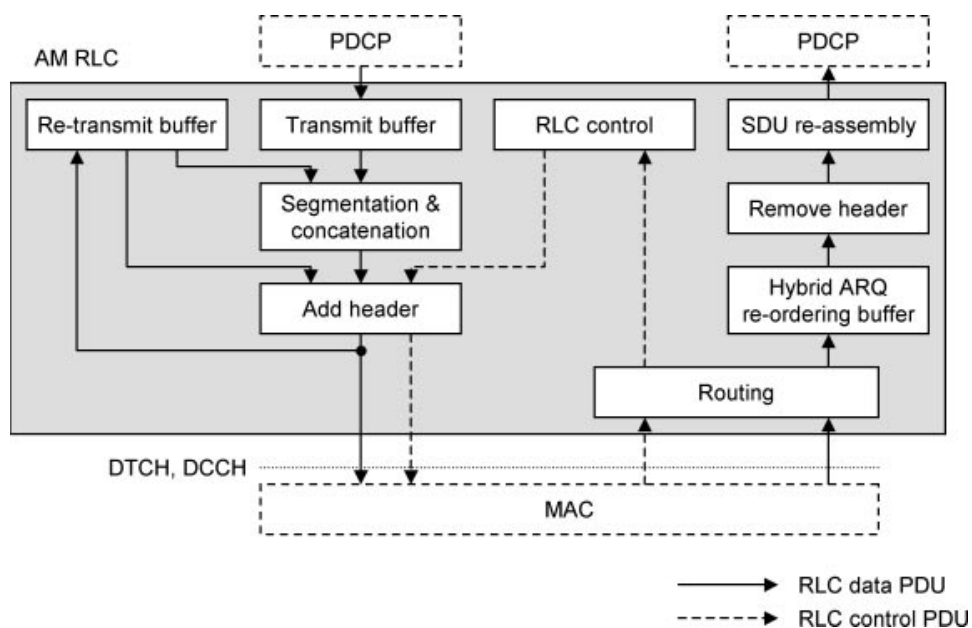 PDCP
PDCP
AM RLC
Re-transmit buffer
Transmit buffer
RLC control
SDU re-assembly
Segmentation &
concatenation
Remove header
Add header
Hybrid ARQ
re-ordering buffer
Routing
DTCH, DCCH
MAC
RLC data PDU
RLC control PDU